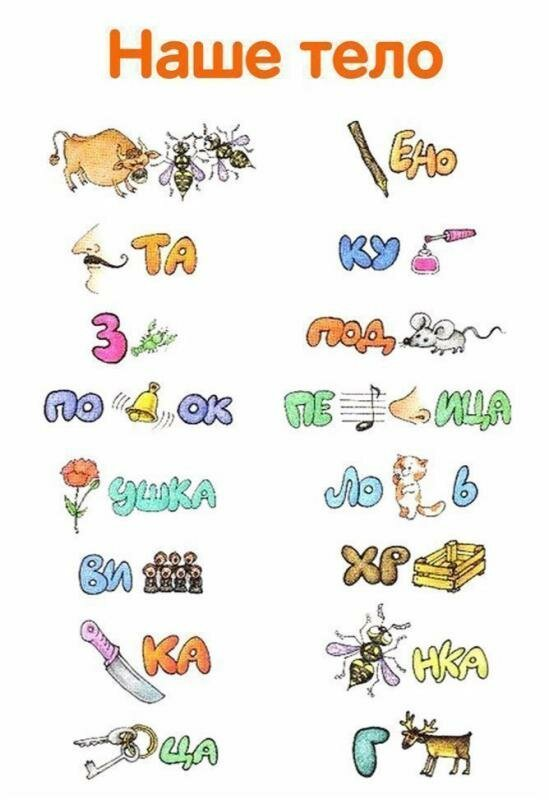 Наше тело
ЕНО
ТА КУ
З ПОД
ПО ОК ПЕ ИЦА
УШКА ЛО Ь
ВИ ХР
КА НКА
ЦА Г